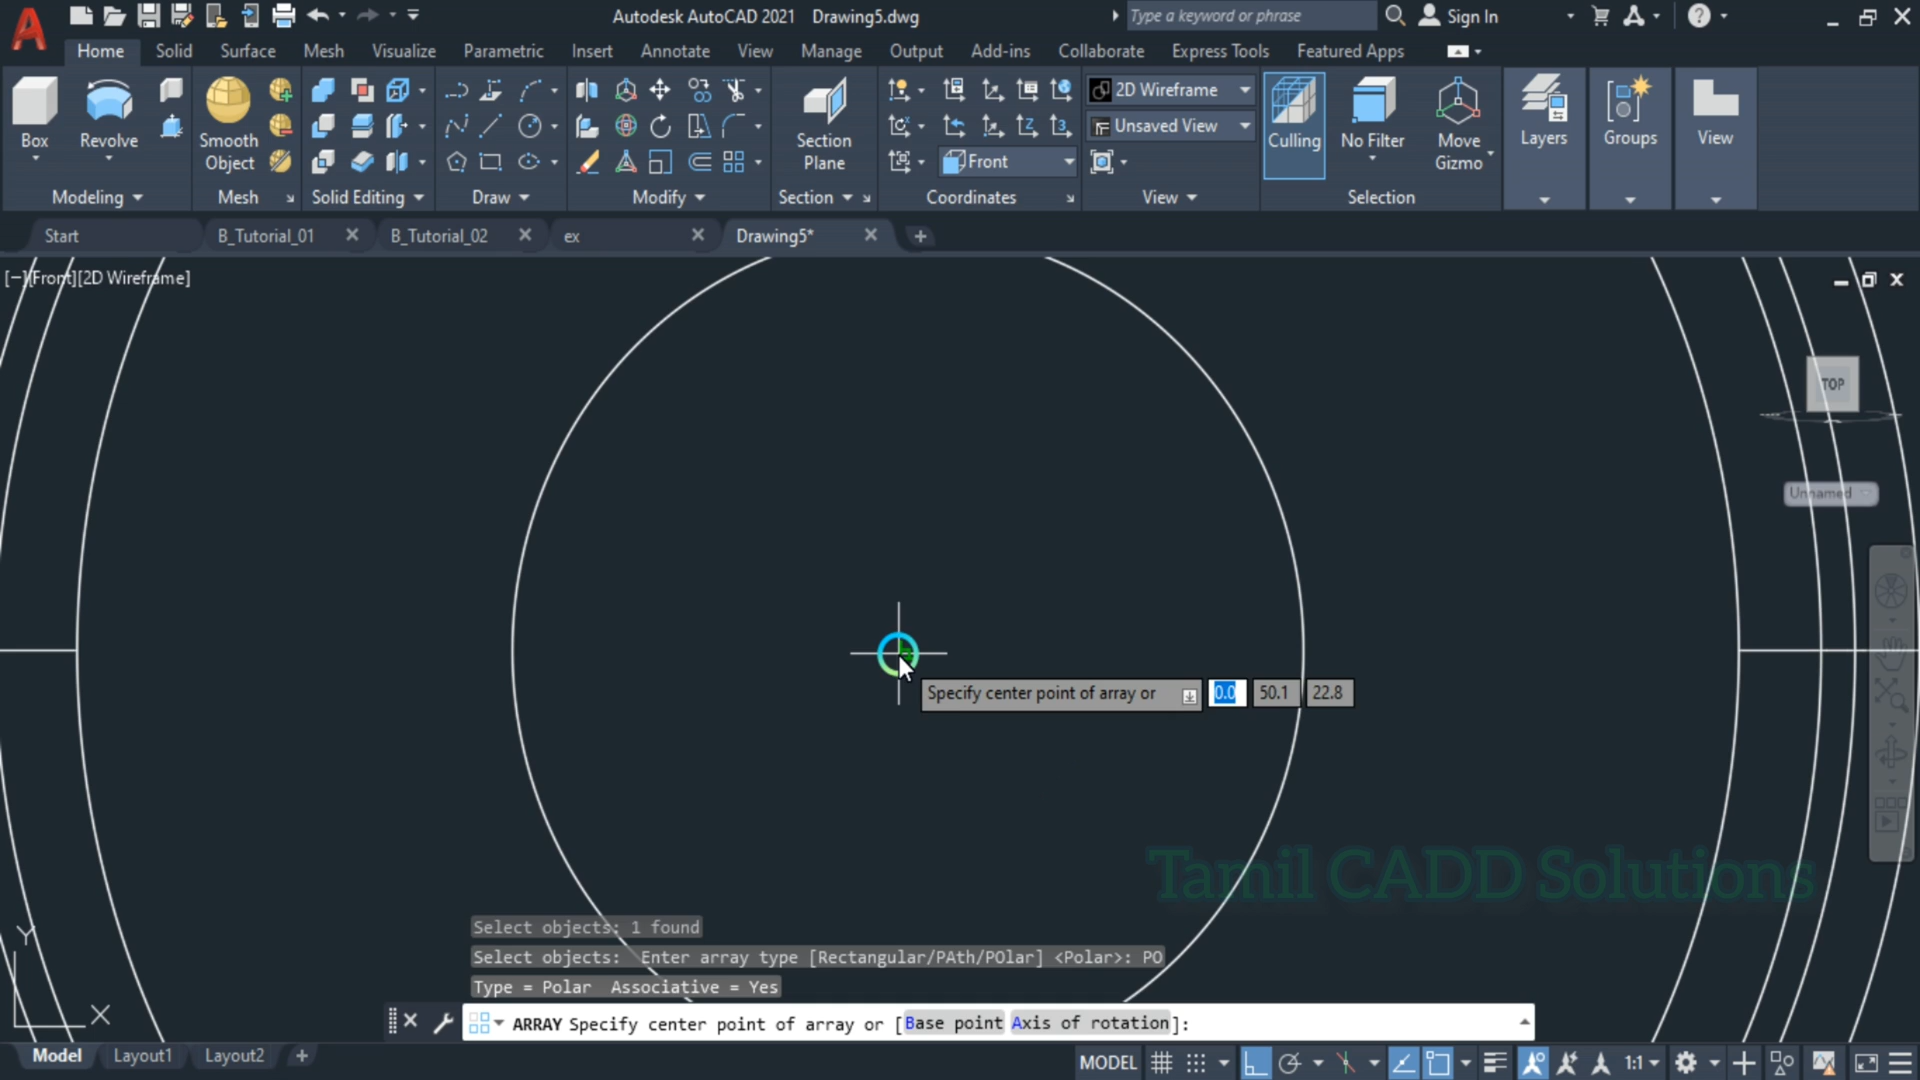 Autodesk AutoCAD 2021 Drawing5.dwg
Type a keyword or phrase
Sign In
Home Solid Surface Mesh Visualize Parametric Insert Annotate View Manage Output Add-ins Collaborate Express Tools Featured Apps
2D Wireframe
Unsaved View
Box
Revolve
Smooth
Object
Section
Plane
Front
Culling
No Filter
Move
Gizmo
Layers
Groups
View
Modeling Mesh Solid Editing Draw Modify Section Coordinates View Selection
Start B_Tutorial_01 B_Tutorial_02 ex Drawing5*
[−][Front][2D Wireframe]
TOP
Unnamed
Specify center point of array or 0.0 50.1 22.8
Tamil CADD Solutions
Select objects: 1 found
Select objects: Enter array type [Rectangular/PAth/POlar] <Polar>: PO
Type = Polar Associative = Yes
Y
X
ARRAY Specify center point of array or [Base point Axis of rotation]:
Model Layout1 Layout2
MODEL 1:1